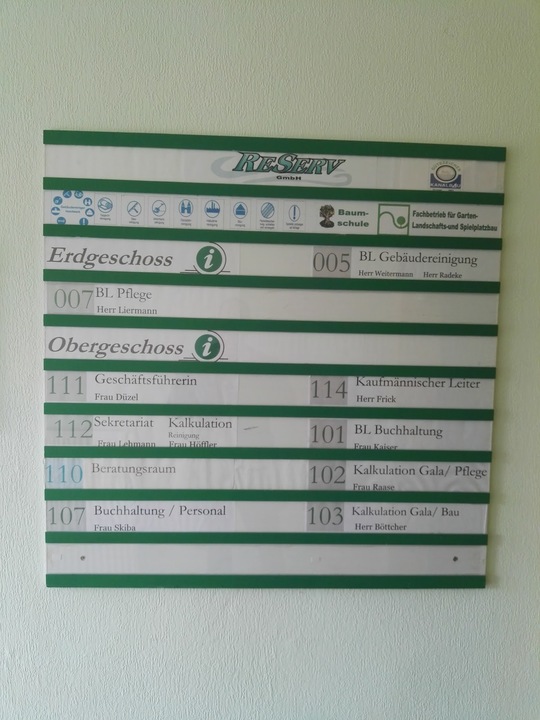 ReServ
GmbH
Baum-
schule
Fachbetrieb für Garten-
Landschafts-und Spielplatzbau
Erdgeschoss
i
005 BL Gebäudereinigung
Herr Weitermann Herr Radeke
007 BL Pflege
Herr Liermann
Obergeschoss
i
111 Geschäftsführerin
Frau Düzel
114 Kaufmännischer Leiter
Herr Frick
112 Sekretariat Kalkulation
Reinigung
Frau Lehmann Frau Höffler
101 BL Buchhaltung
Frau Kaiser
110 Beratungsraum
102 Kalkulation Gala/ Pflege
Frau Raase
107 Buchhaltung / Personal
Frau Skiba
103 Kalkulation Gala/ Bau
Herr Böttcher